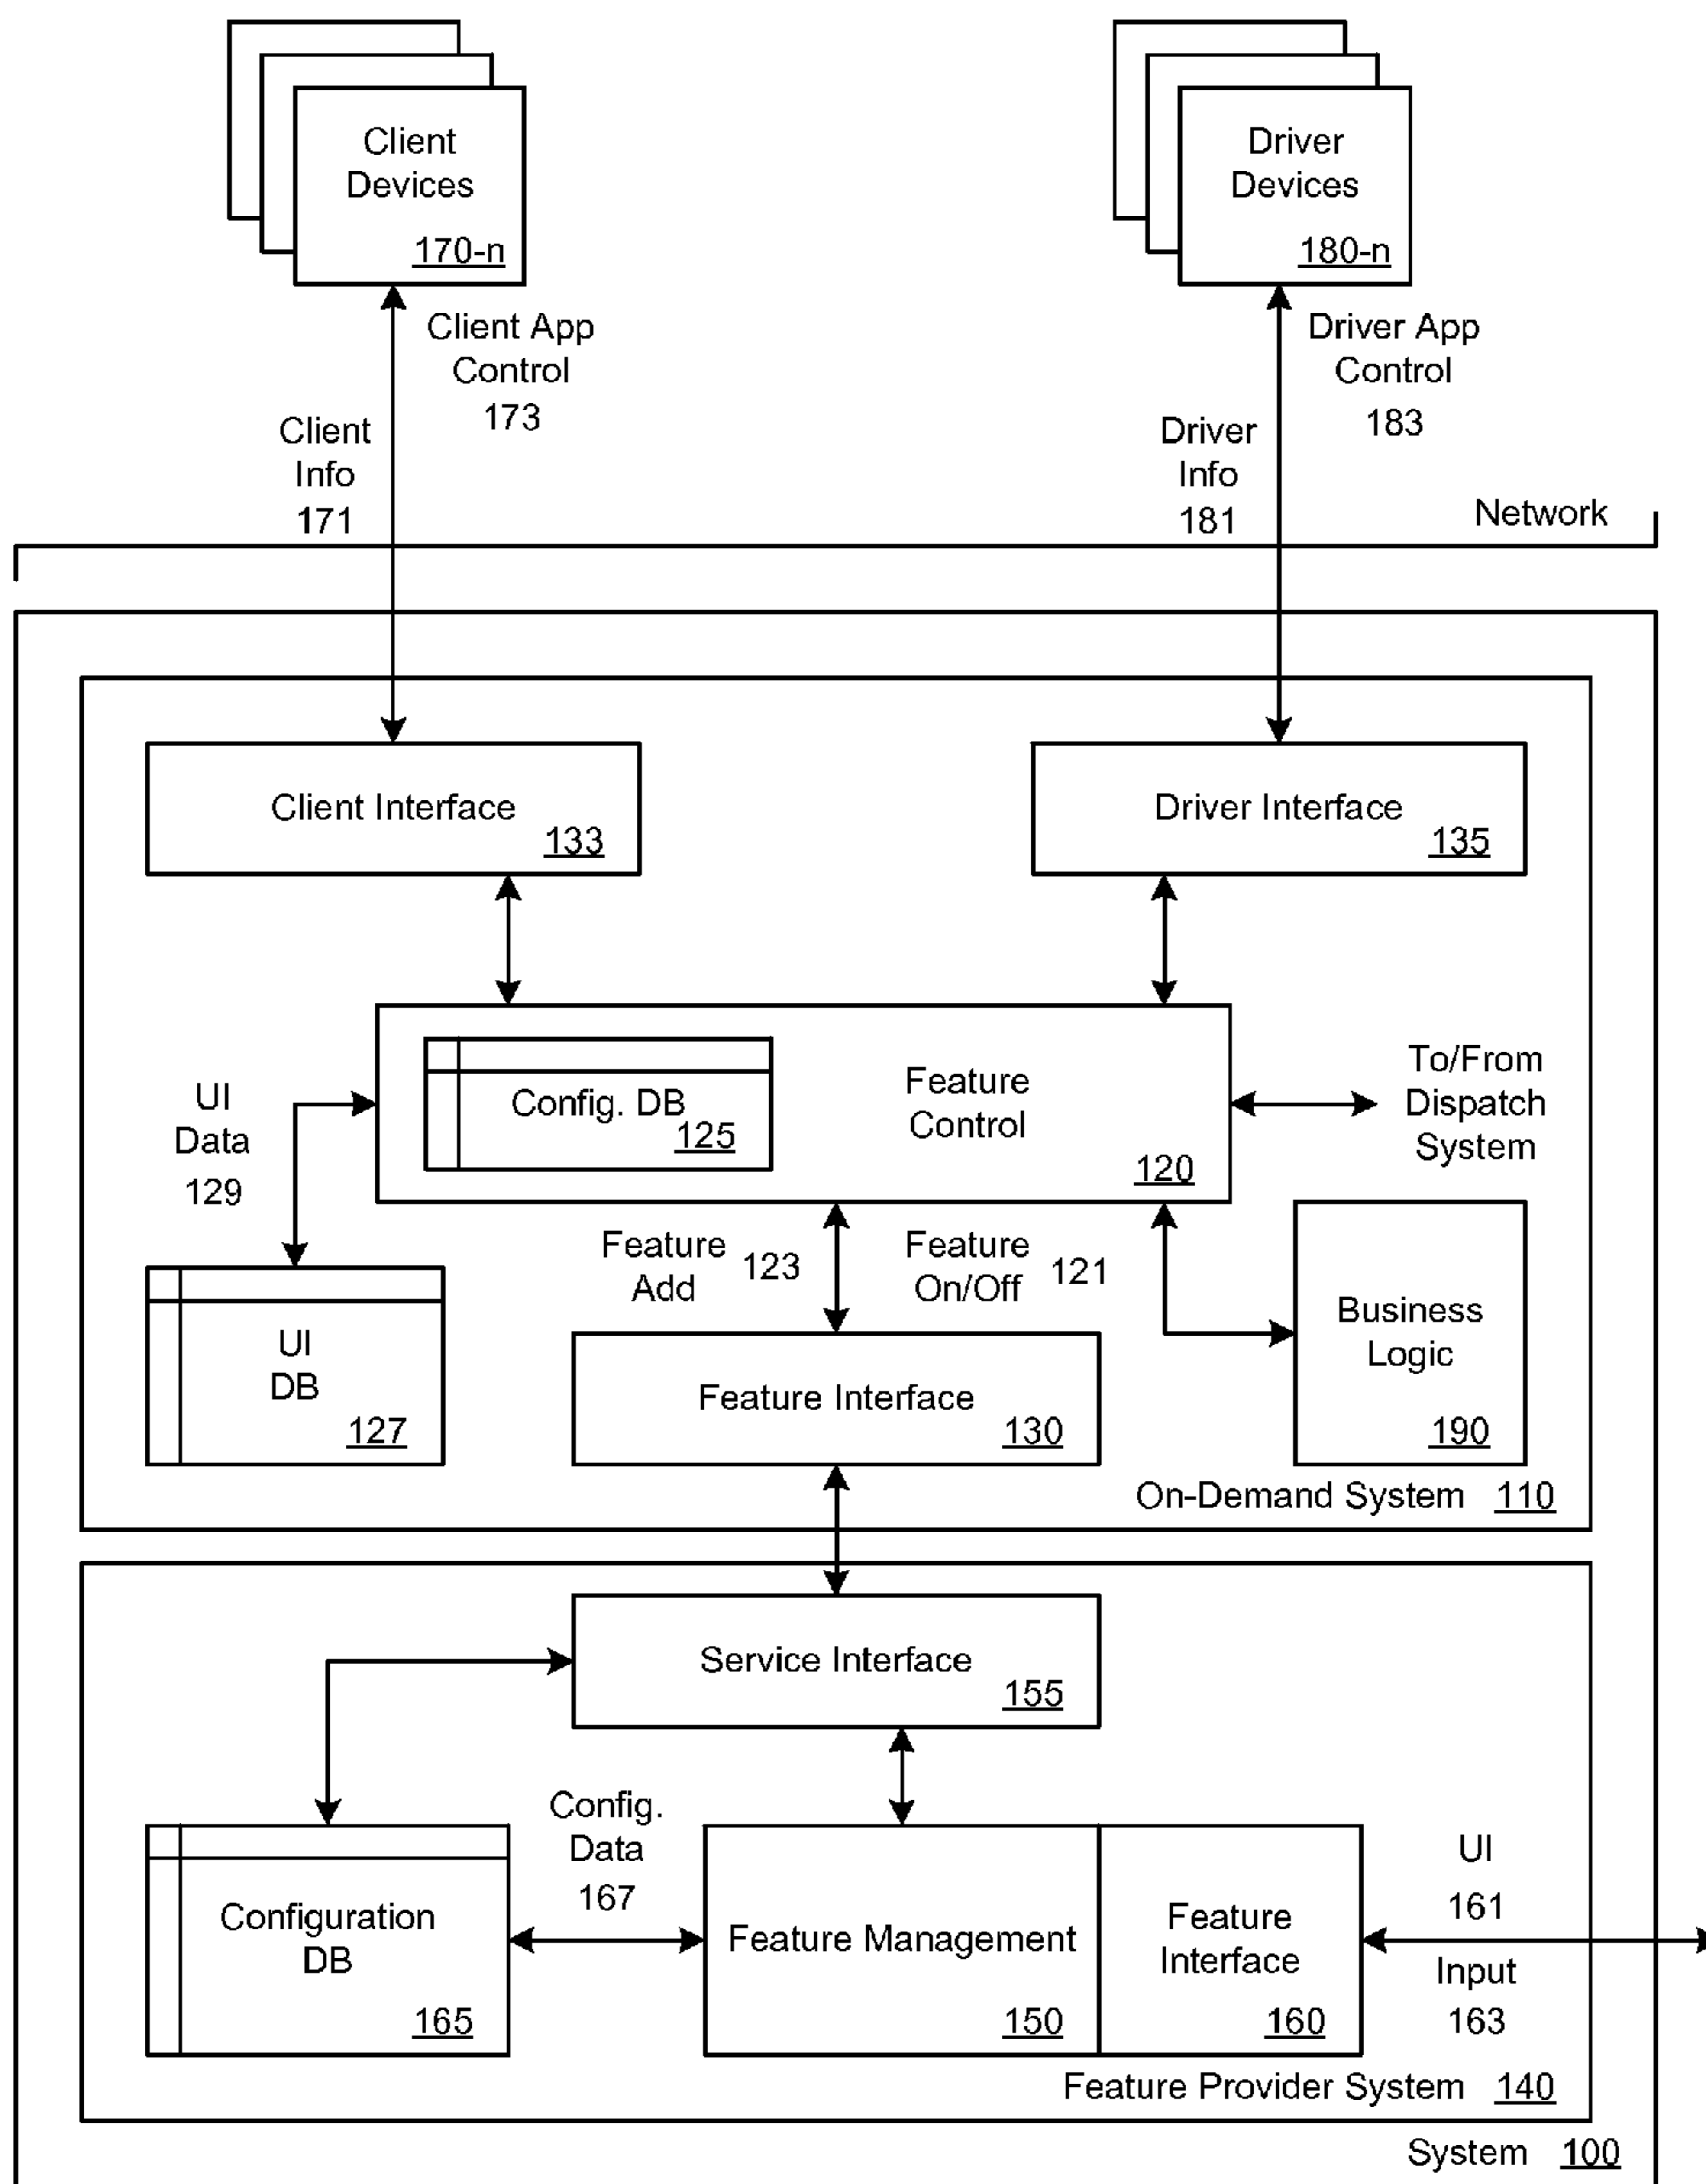 Client
Devices
170-n
Driver
Devices
180-n
Client App
Control
173
Driver App
Control
183
Client
Info
171
Driver
Info
181
Network
Client Interface
133
Driver Interface
135
Config. DB
125
Feature
Control
120
To/From
Dispatch
System
UI
Data
129
Feature
Add
123
Feature
On/Off
121
UI
DB
127
Feature Interface
130
Business
Logic
190
On-Demand System 110
Service Interface
155
Config.
Data
167
Configuration
DB
165
Feature Management
150
Feature
Interface
160
UI
161
Input
163
Feature Provider System 140
System 100